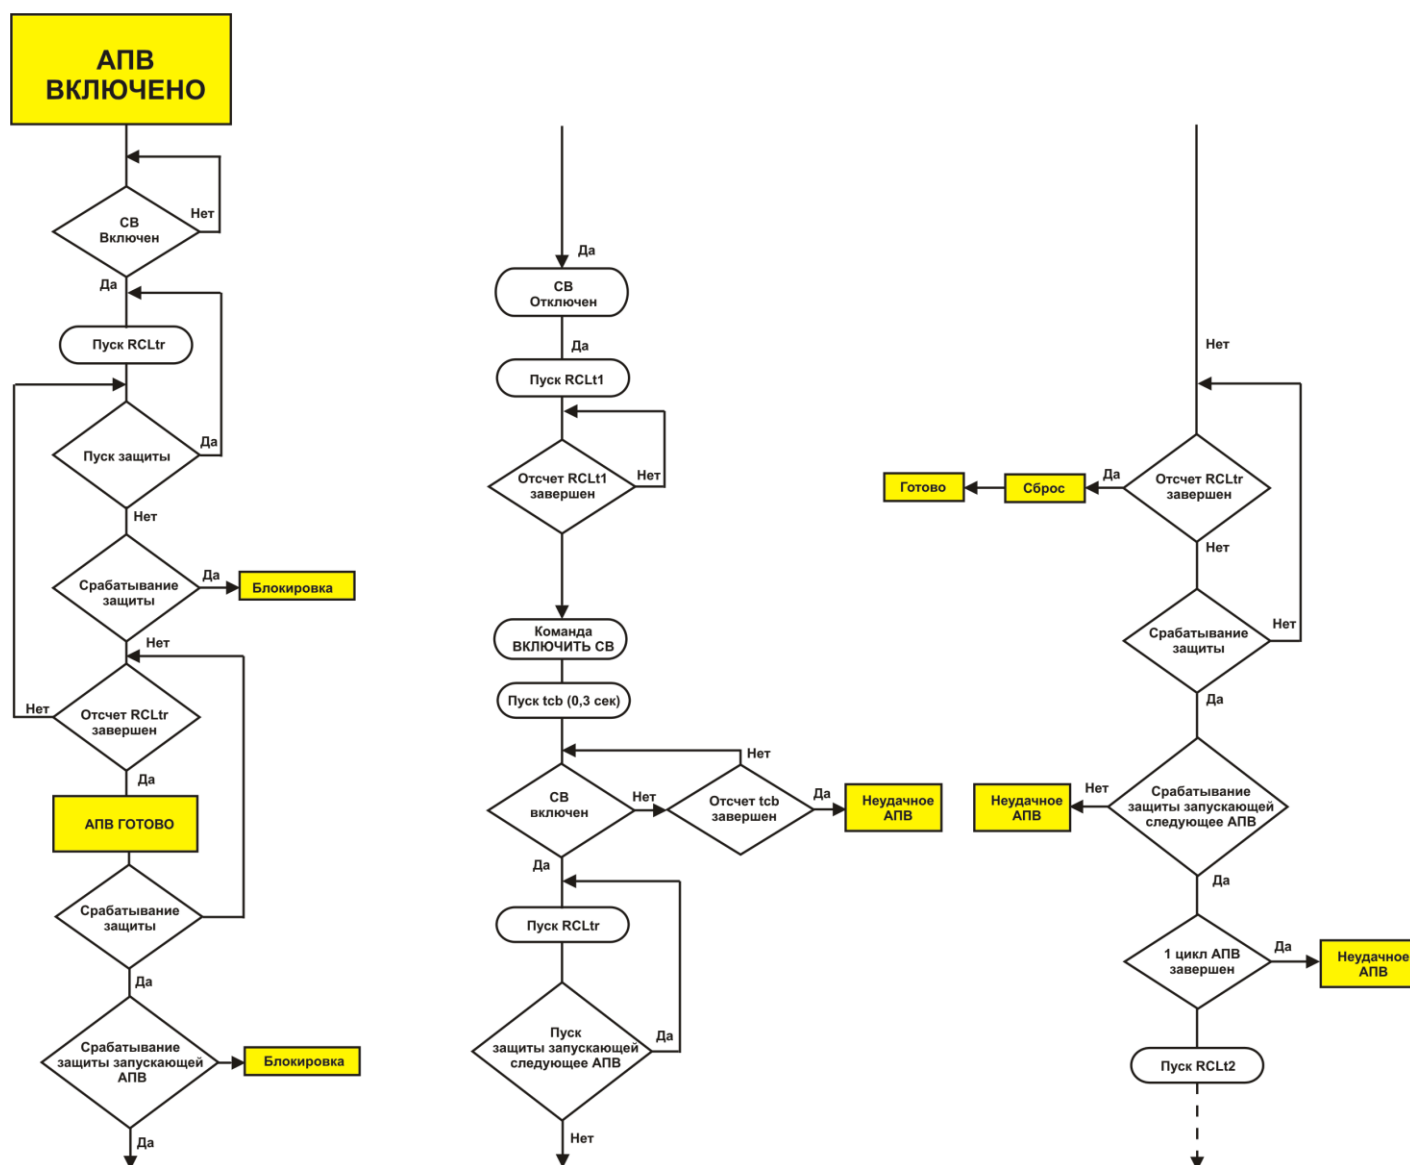 АПВ
ВКЛЮЧЕНО
СВ
Включен
Нет
Да
Пуск RCLtr
Пуск защиты
Да
Нет
Срабатывание
защиты
Да
Блокировка
Нет
Отсчет RCLtr
завершен
Нет
Да
АПВ ГОТОВО
Срабатывание
защиты
Да
Срабатывание
защиты запускающей
АПВ
Блокировка
Да
Да
СВ
Отключен
Да
Пуск RCLt1
Отсчет RCLt1
завершен
Нет
Команда
ВКЛЮЧИТЬ СВ
Пуск tcb (0,3 сек)
СВ
включен
Нет
Нет
Отсчет tcb
завершен
Да
Неудачное
АПВ
Да
Пуск RCLtr
Пуск
защиты запускающей
следующее АПВ
Да
Нет
Нет
Отсчет RCLtr
завершен
Да
Сброс
Готово
Нет
Срабатывание
защиты
Нет
Да
Срабатывание
защиты запускающей
следующее АПВ
Нет
Неудачное
АПВ
Да
1 цикл АПВ
завершен
Да
Неудачное
АПВ
Пуск RCLt2